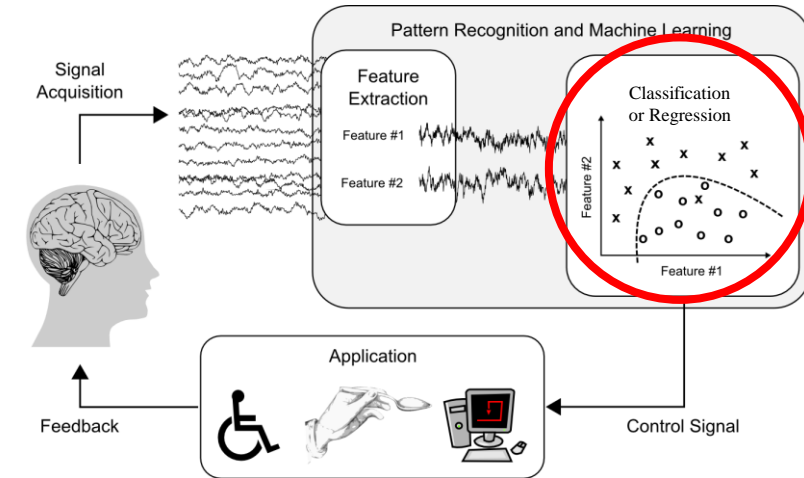 Pattern Recognition and Machine Learning
Signal
Acquisition
Feature
Extraction
Feature #1
Feature #2
Classification
or Regression
Feature #2
x x x x x x x x x x
o o o o o o o o o o
Feature #1
Application
Feedback
Control Signal